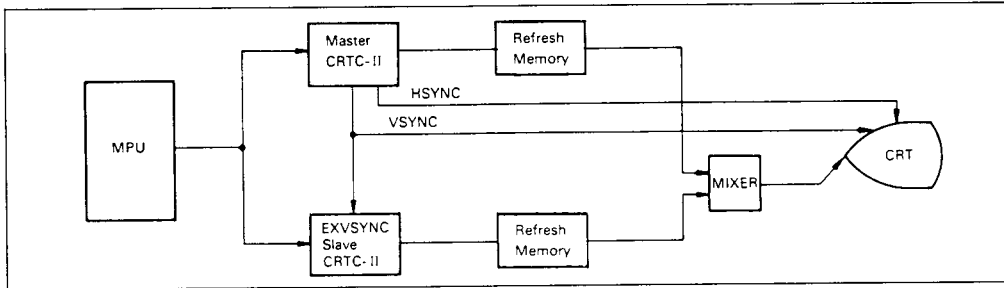 Master
CRTC-II
Refresh
Memory
HSYNC
VSYNC
MPU
CRT
MIXER
EXVSYNC
Slave
CRTC-II
Refresh
Memory